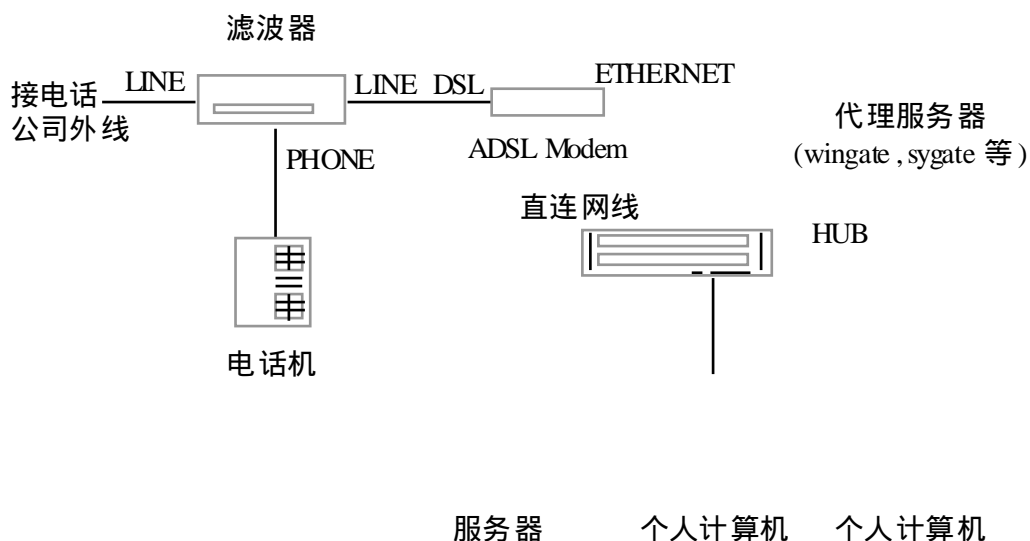 滤波器
接电话
公司外线
LINE
LINE DSL
ETHERNET
PHONE
ADSL Modem
代理服务器
(wingate , sygate 等)
直连网线
HUB
电话机
服务器 个人计算机 个人计算机